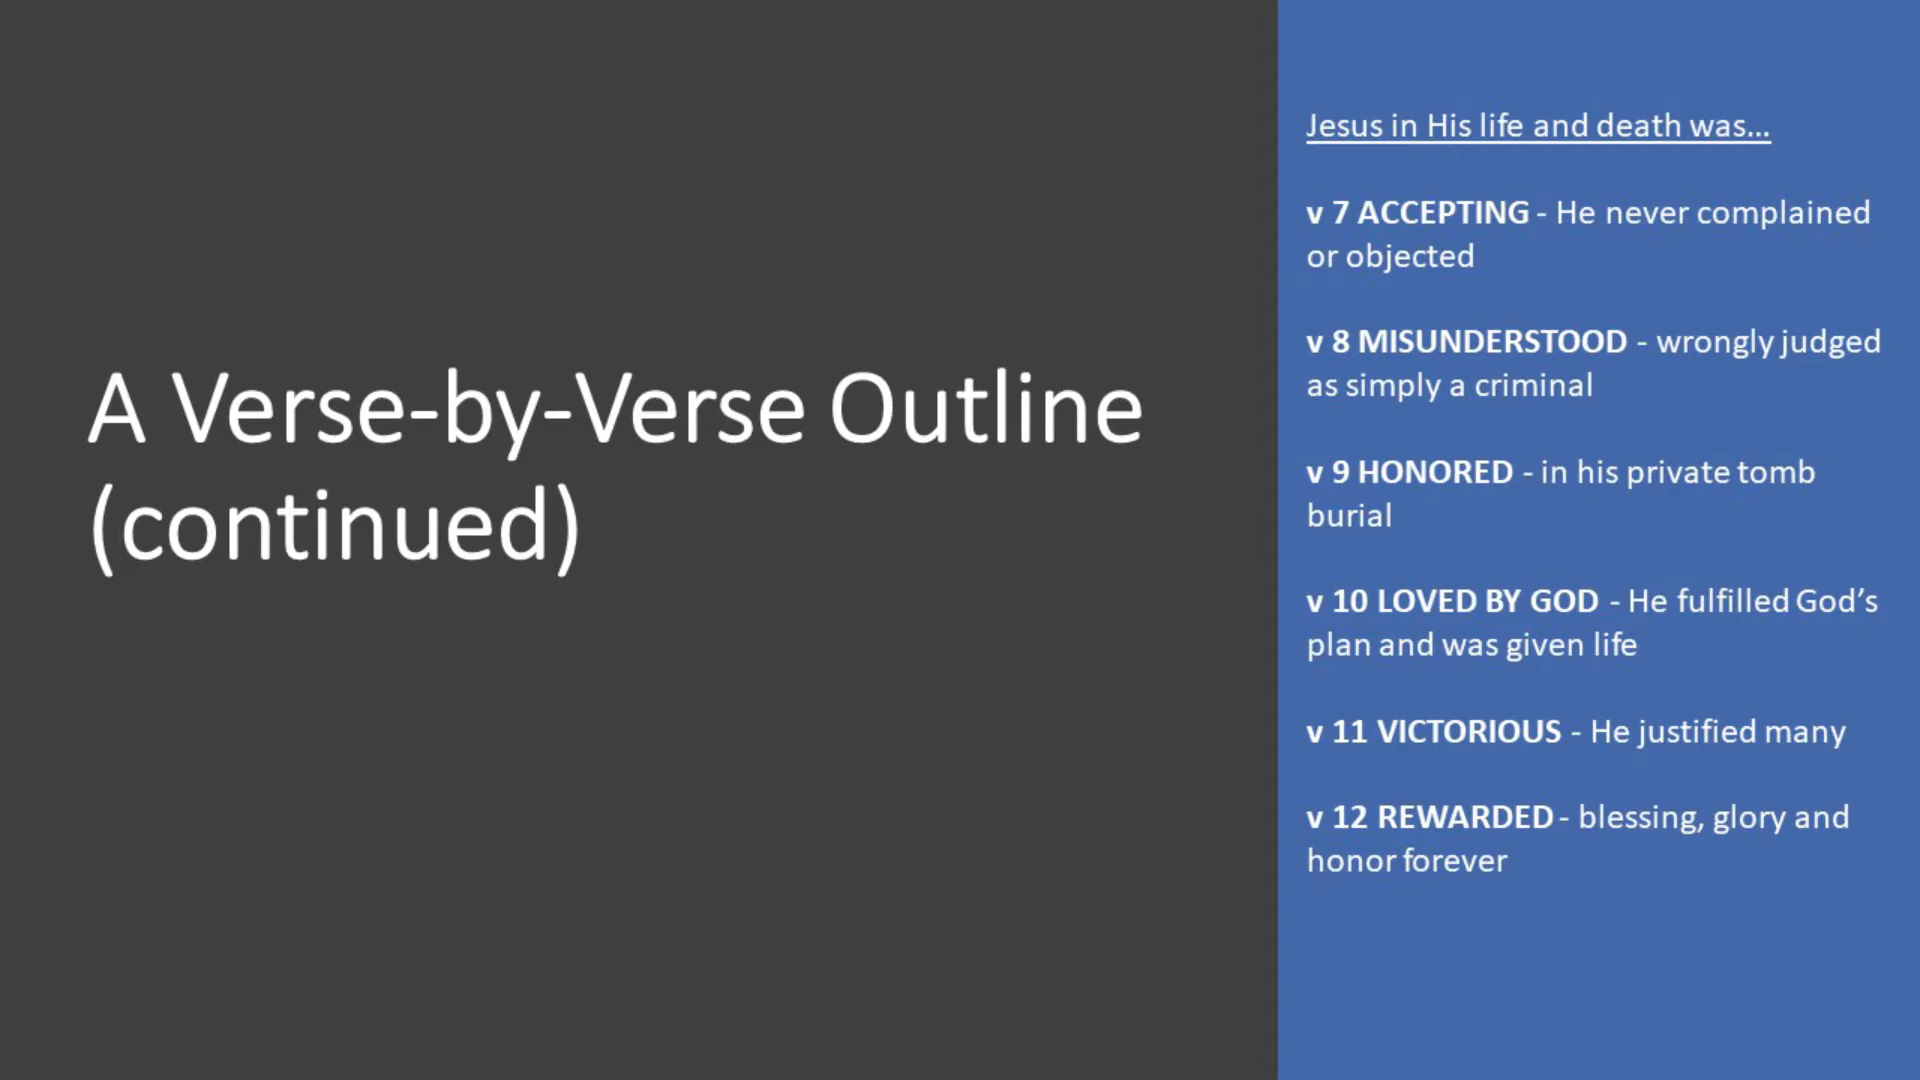 A Verse-by-Verse Outline
(continued)
Jesus in His life and death was...
v 7 ACCEPTING - He never complained
or objected
v 8 MISUNDERSTOOD - wrongly judged
as simply a criminal
v 9 HONORED - in his private tomb
burial
v 10 LOVED BY GOD - He fulfilled God’s
plan and was given life
v 11 VICTORIOUS - He justified many
v 12 REWARDED - blessing, glory and
honor forever